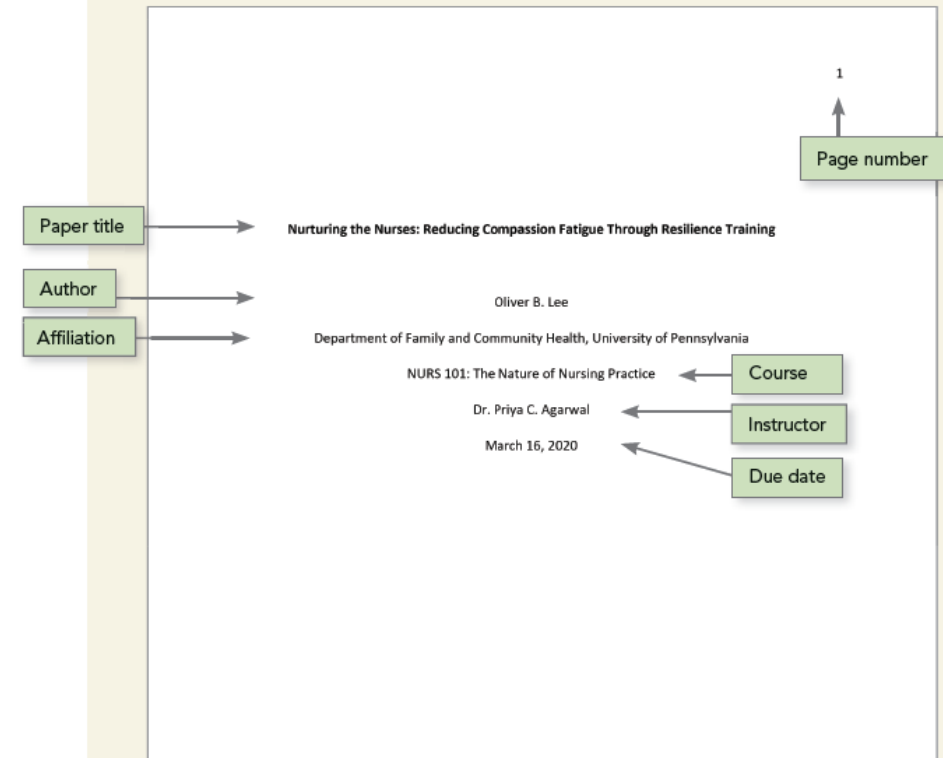 1
Page number
Paper title
Nurturing the Nurses: Reducing Compassion Fatigue Through Resilience Training
Author
Oliver B. Lee
Affiliation
Department of Family and Community Health, University of Pennsylvania
NURS 101: The Nature of Nursing Practice
Course
Dr. Priya C. Agarwal
Instructor
March 16, 2020
Due date